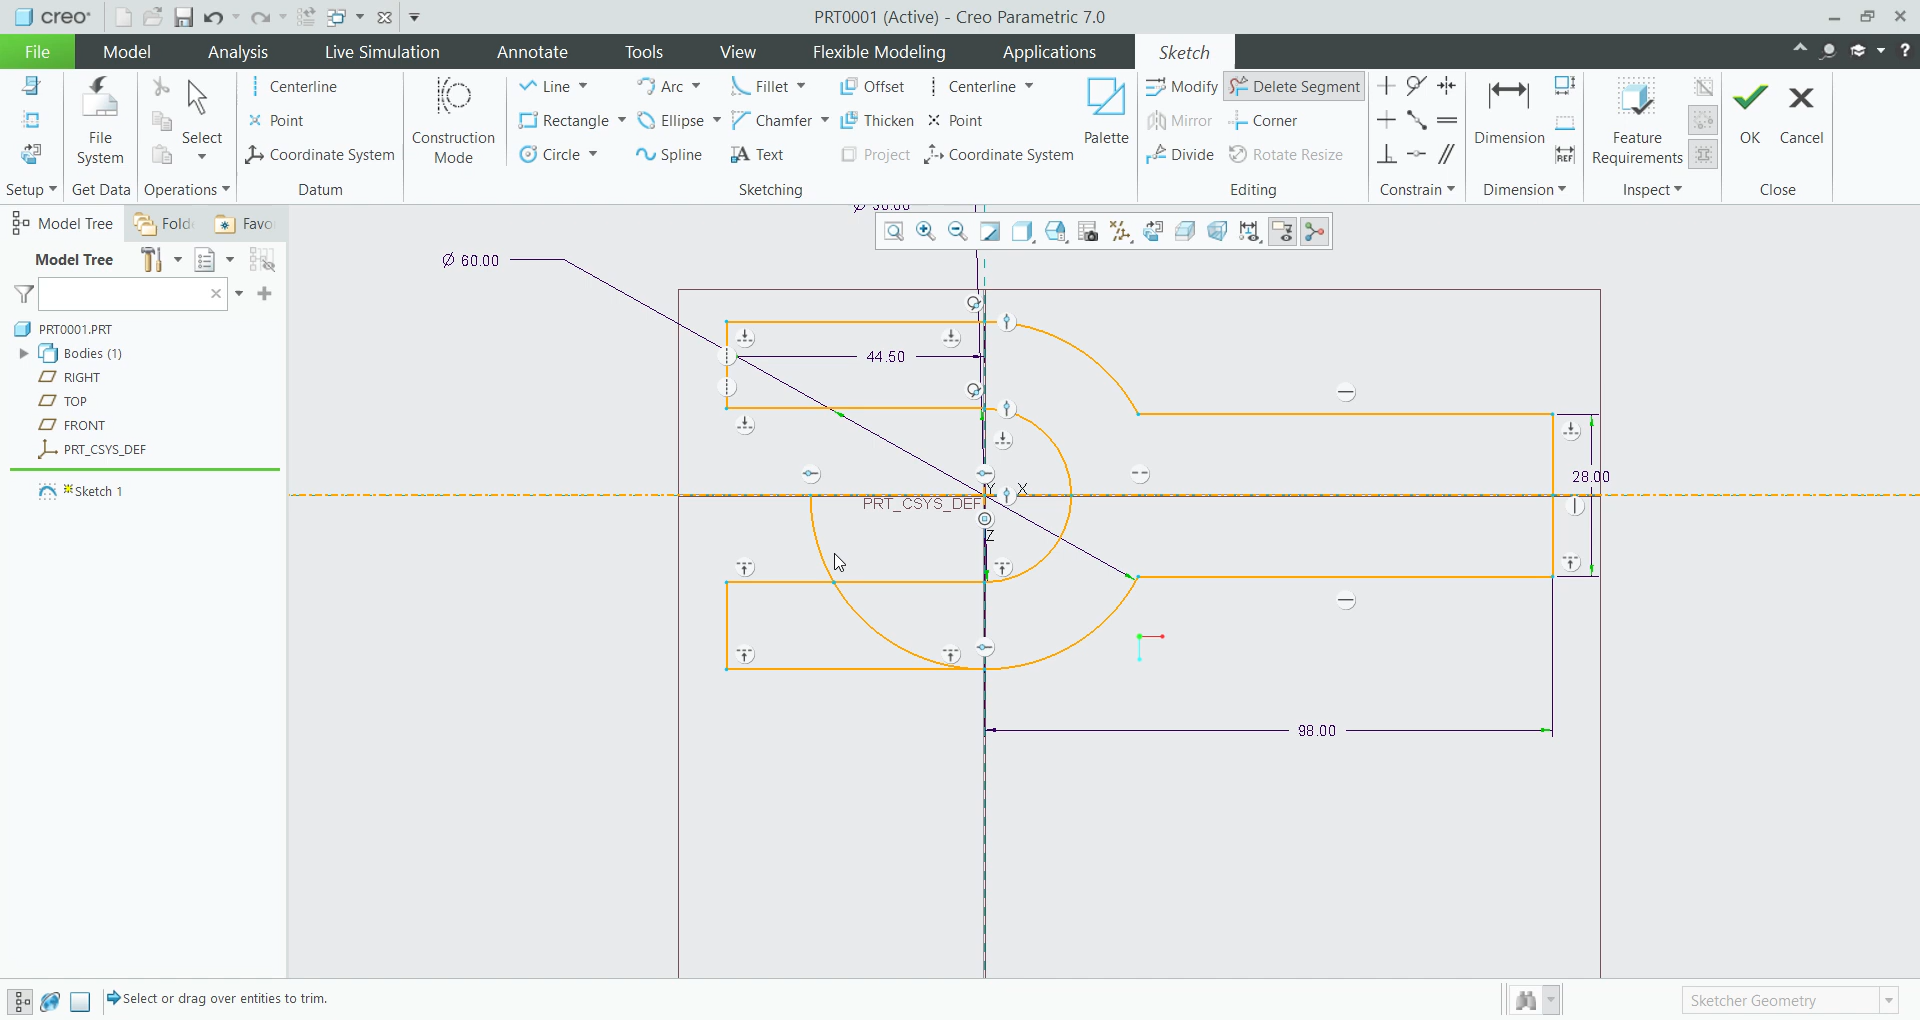 creo
PRT0001 (Active) - Creo Parametric 7.0
File Model Analysis Live Simulation Annotate Tools View Flexible Modeling Applications Sketch
Centerline
Point
Coordinate System
File System
Select
Construction Mode
Line Arc Fillet Offset Centerline
Rectangle Ellipse Chamfer Thicken Point
Circle Spline Text Project Coordinate System
Palette
Modify Delete Segment
Mirror Corner
Divide Rotate Resize
Dimension
REF
Feature Requirements
OK Cancel
Setup Get Data Operations Datum Sketching Editing Constrain Dimension Inspect Close
Model Tree Fold Favo
Model Tree
PRT0001.PRT
Bodies (1)
RIGHT
TOP
FRONT
PRT_CSYS_DEF
Sketch 1
Ø 60.00
44.50
28.00
Y X
PRT_CSYS_DEF
Z
98.00
Select or drag over entities to trim.
Sketcher Geometry